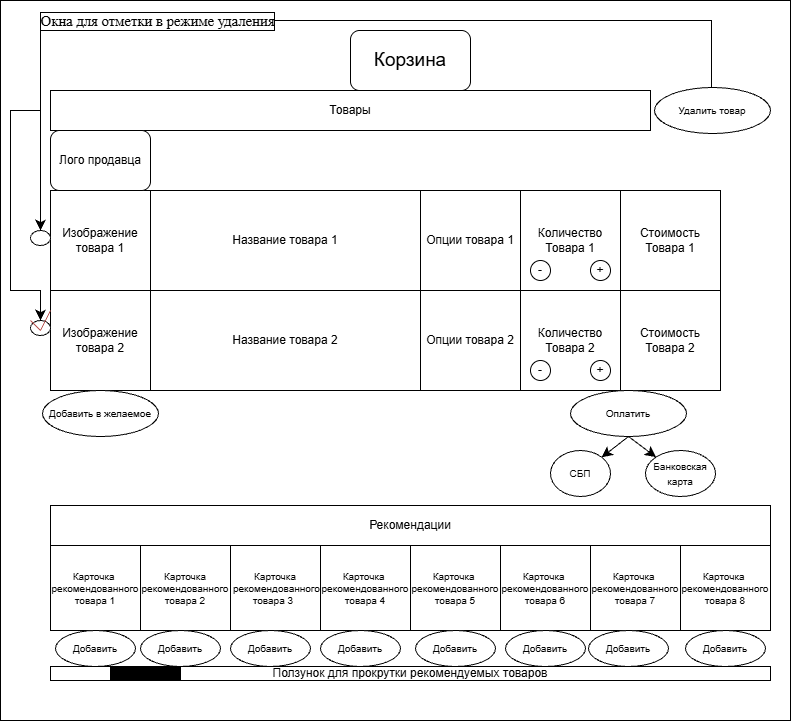 Окна для отметки в режиме удаления
Корзина
Товары
Удалить товар
Лого продавца
Изображение
товара 1
Название товара 1
Опции товара 1
Количество
Товара 1
-
+
Стоимость
Товара 1
Изображение
товара 2
Название товара 2
Опции товара 2
Количество
Товара 2
-
+
Стоимость
Товара 2
Добавить в желаемое
Оплатить
СБП
Банковская
карта
Рекомендации
Карточка
рекомендованного
товара 1
Карточка
рекомендованного
товара 2
Карточка
рекомендованного
товара 3
Карточка
рекомендованного
товара 4
Карточка
рекомендованного
товара 5
Карточка
рекомендованного
товара 6
Карточка
рекомендованного
товара 7
Карточка
рекомендованного
товара 8
Добавить
Добавить
Добавить
Добавить
Добавить
Добавить
Добавить
Добавить
Ползунок для прокрутки рекомендуемых товаров